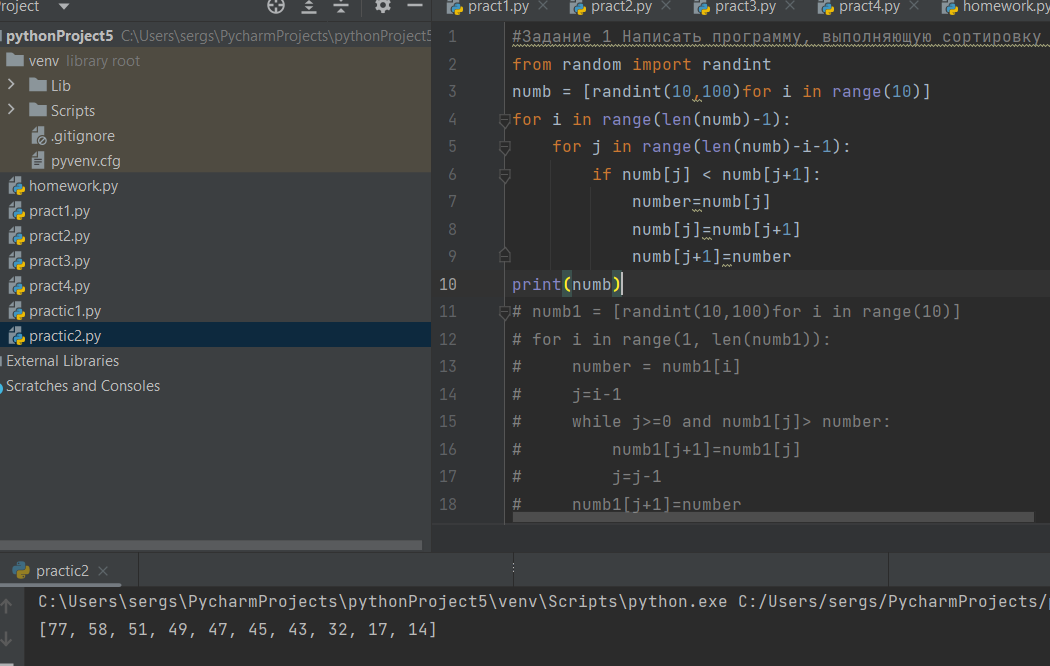 roject
pract1.py
pract2.py
pract3.py
pract4.py
homework.py
pythonProject5 C:\Users\sergs\PycharmProjects\pythonProject5
venv library root
Lib
Scripts
.gitignore
pyvenv.cfg
homework.py
pract1.py
pract2.py
pract3.py
pract4.py
practic1.py
practic2.py
External Libraries
Scratches and Consoles
1 #Задание 1 Написать программу, выполняющую сортировку
2 from random import randint
3 numb = [randint(10,100)for i in range(10)]
4 for i in range(len(numb)-1):
5 for j in range(len(numb)-i-1):
6 if numb[j] < numb[j+1]:
7 number=numb[j]
8 numb[j]=numb[j+1]
9 numb[j+1]=number
10 print(numb)
11 # numb1 = [randint(10,100)for i in range(10)]
12 # for i in range(1, len(numb1)):
13 # number = numb1[i]
14 # j=i-1
15 # while j>=0 and numb1[j]> number:
16 # numb1[j+1]=numb1[j]
17 # j=j-1
18 # numb1[j+1]=number
practic2
C:\Users\sergs\PycharmProjects\pythonProject5\venv\Scripts\python.exe C:/Users/sergs/PycharmProjects/
[77, 58, 51, 49, 47, 45, 43, 32, 17, 14]